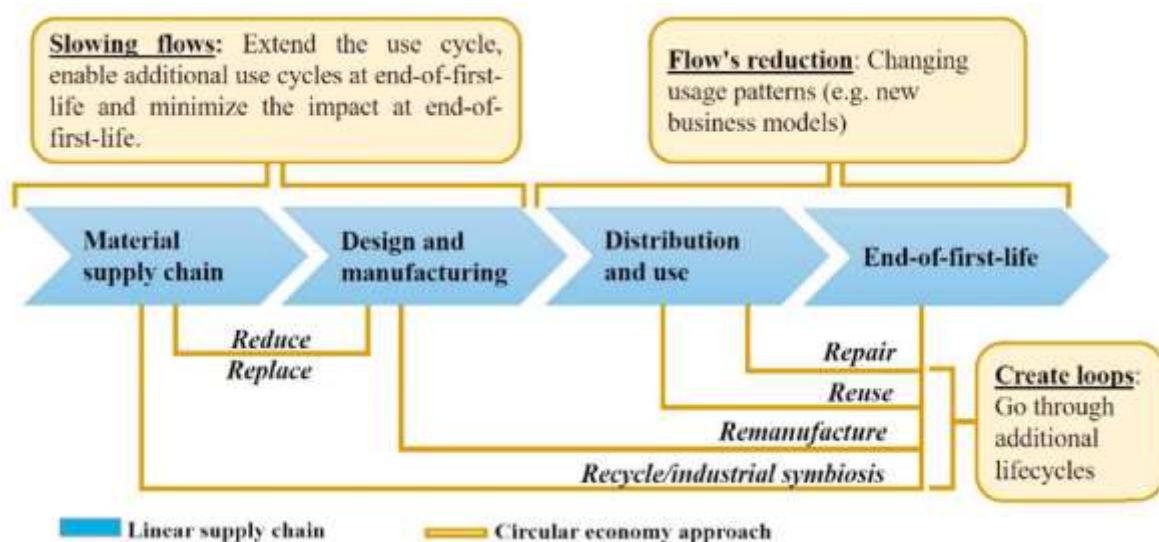 Slowing flows: Extend the use cycle,
enable additional use cycles at end-of-first-
life and minimize the impact at end-of-
first-life.
Flow's reduction: Changing
usage patterns (e.g. new
business models)
Material
supply chain
Design and
manufacturing
Distribution
and use
End-of-first-life
Reduce
Replace
Repair
Reuse
Remanufacture
Recycle/industrial symbiosis
Create loops:
Go through
additional
lifecycles
Linear supply chain
Circular economy approach